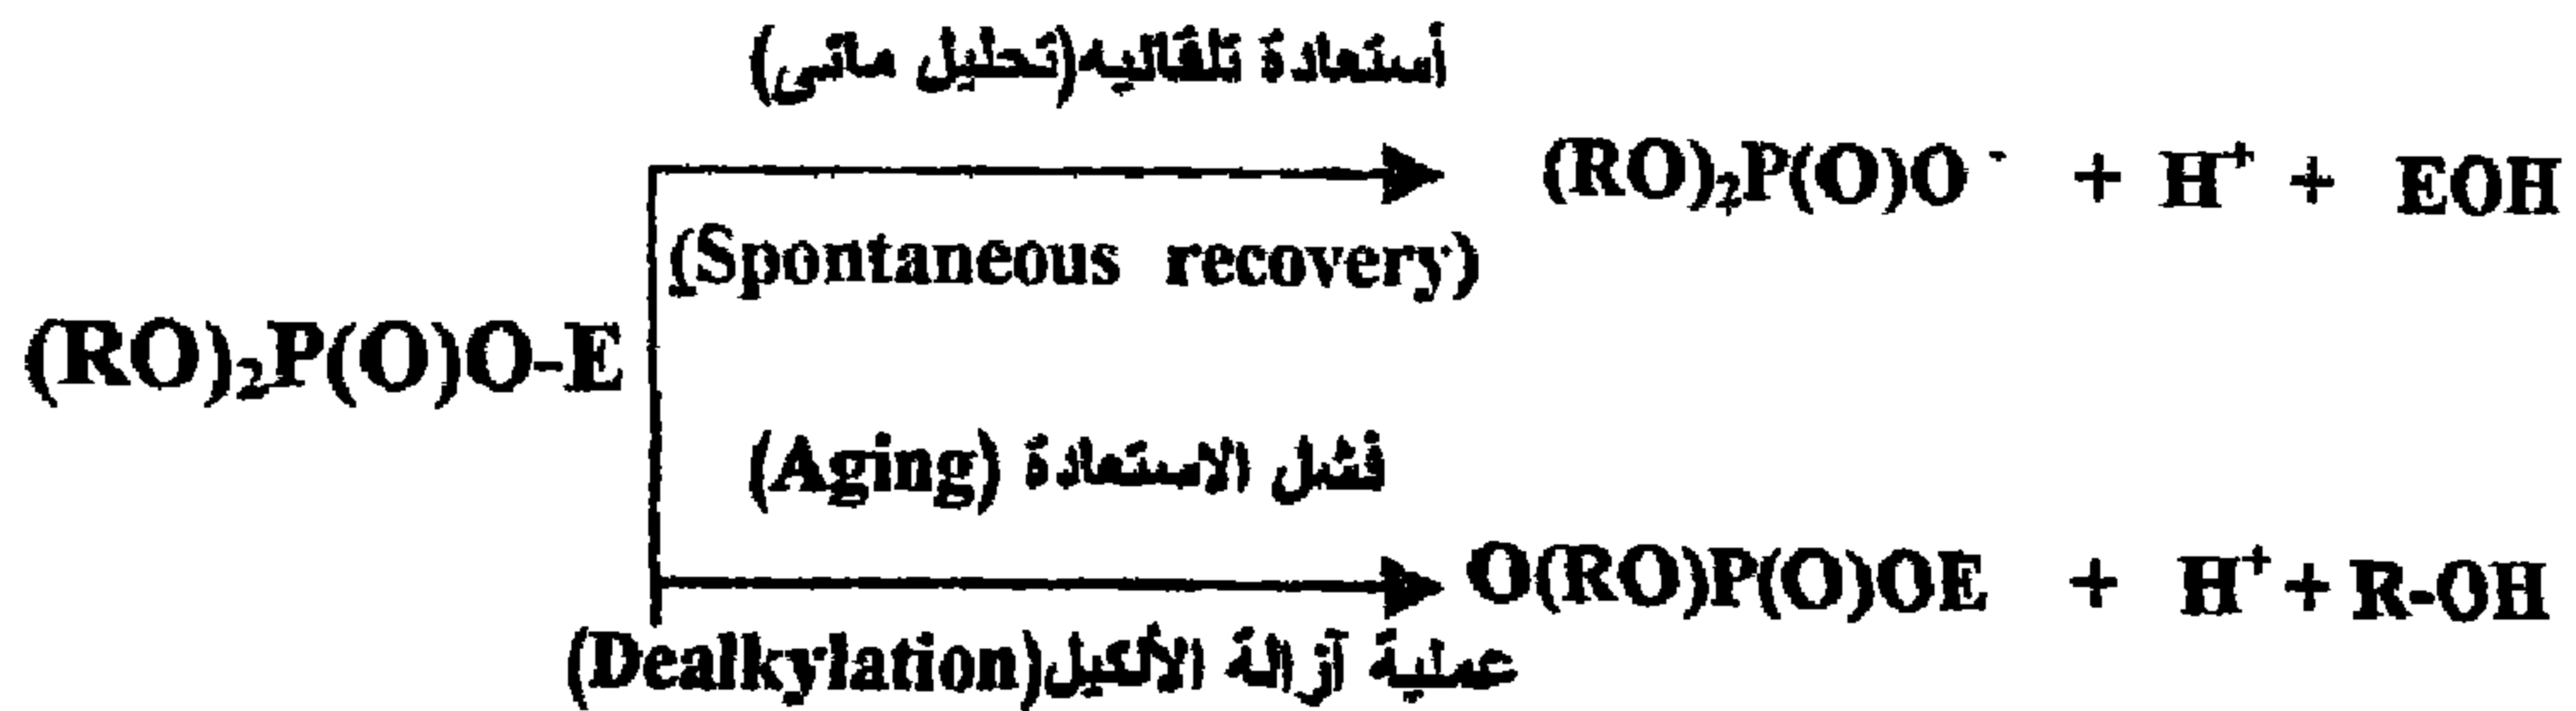 أستعادة تلقاليه(تحليل مائى)
(RO)₂P(O)O⁻ + H⁺ + EOH
(Spontaneous recovery)
(RO)₂P(O)O-E
فشل الاستعادة (Aging)
O(RO)P(O)OE + H⁺ + R-OH
عملية آزالة الألكيل(Dealkylation)